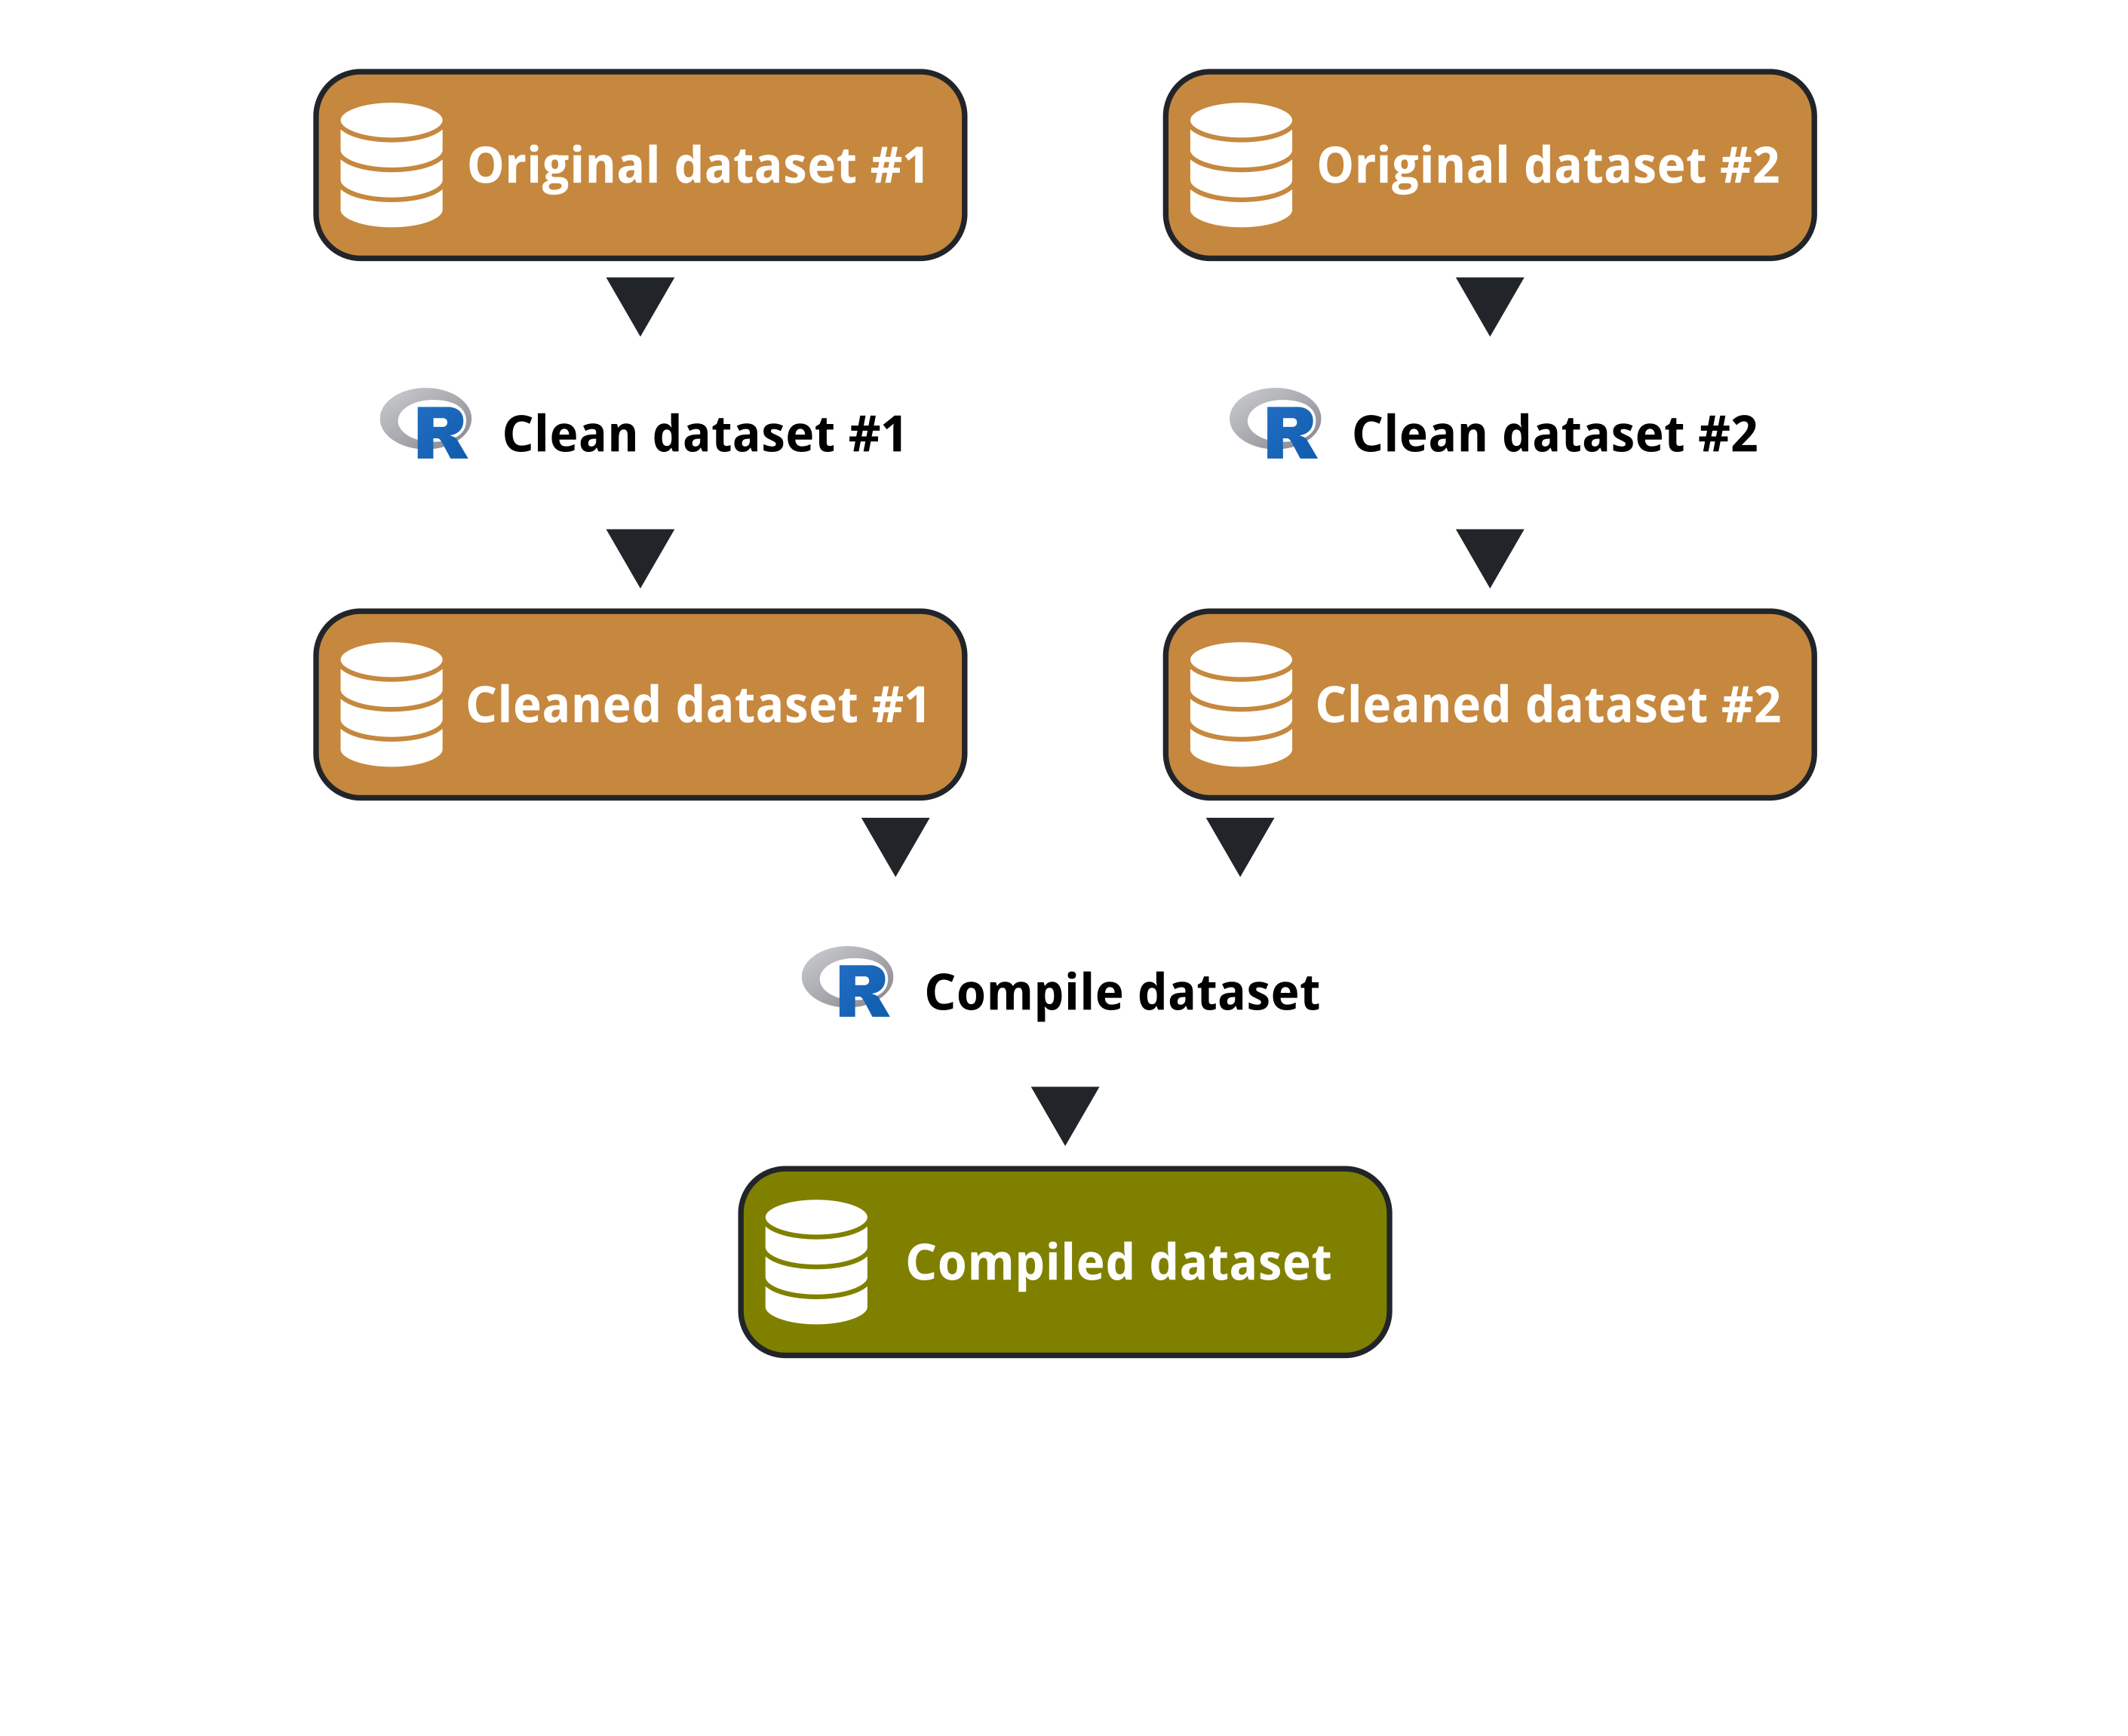 Original dataset #1
Original dataset #2
R Clean dataset #1
R Clean dataset #2
Cleaned dataset #1
Cleaned dataset #2
R Compile dataset
Compiled dataset